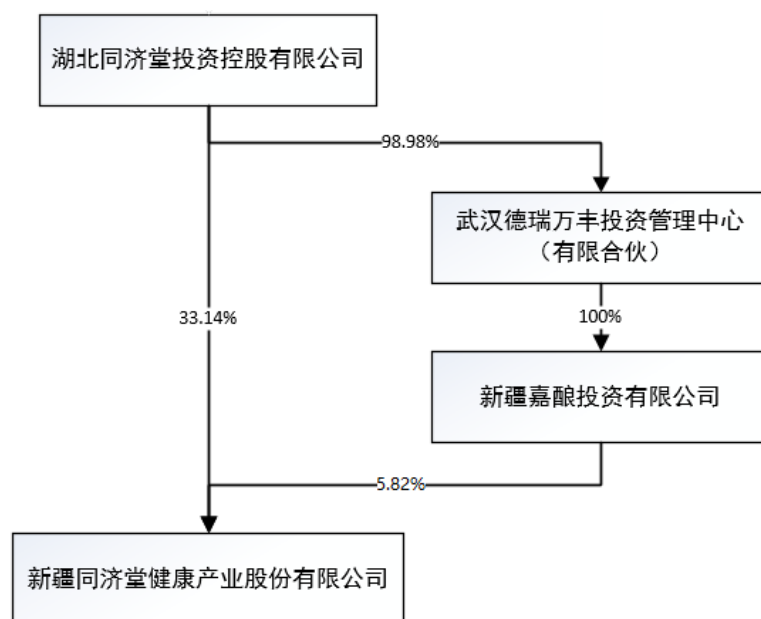 湖北同济堂投资控股有限公司
98.98%
武汉德瑞万丰投资管理中心
（有限合伙）
33.14%
100%
新疆嘉酿投资有限公司
5.82%
新疆同济堂健康产业股份有限公司